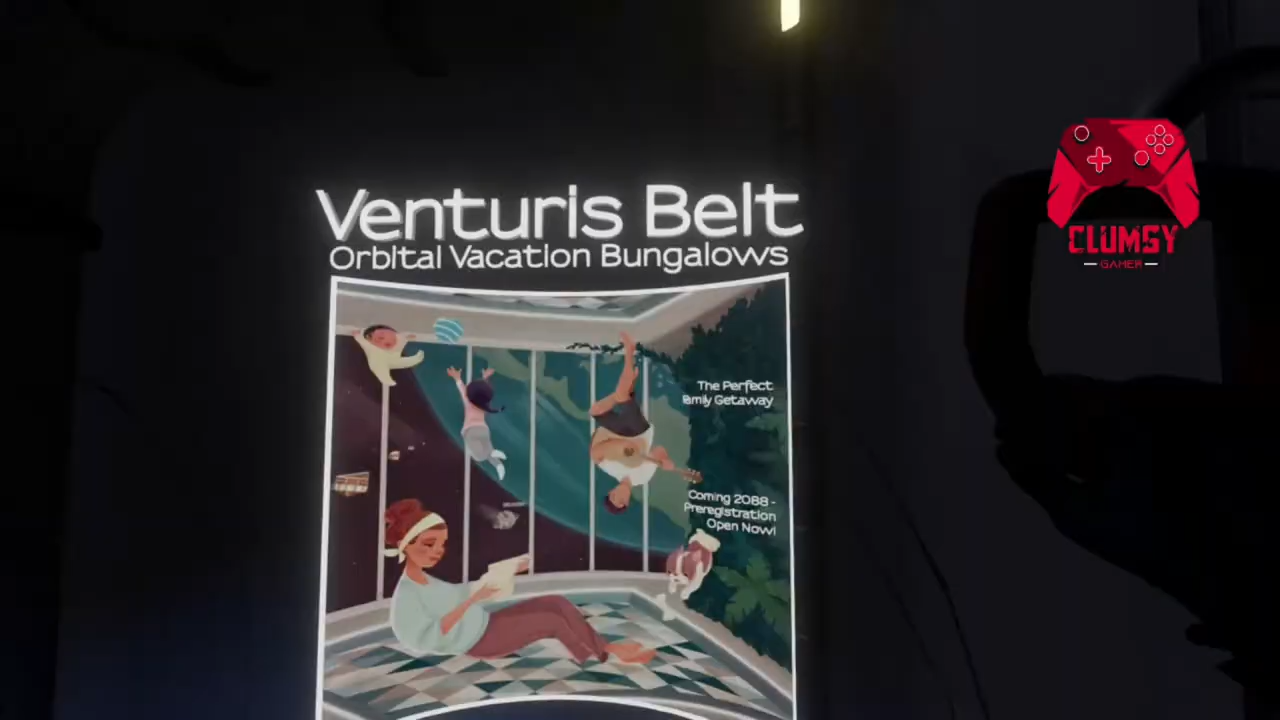 Venturis Belt
Orbital Vacation Bungalows
The Perfect
Family Getaway
Coming 2088 -
Preregistration
Open Now!
CLUMSY
GAMER